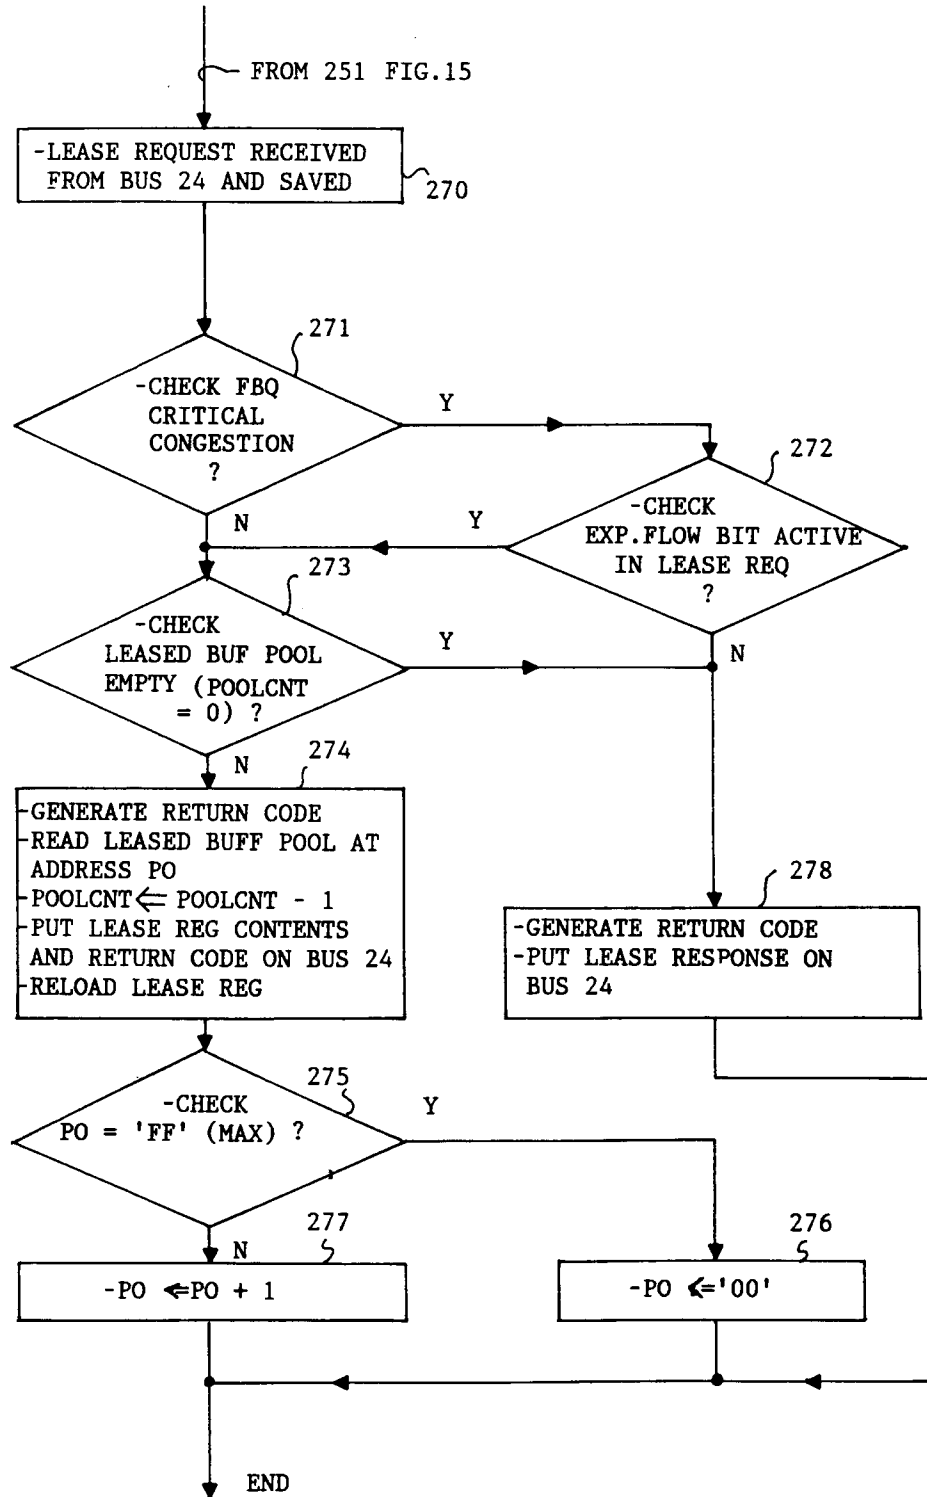 FROM 251 FIG.15
-LEASE REQUEST RECEIVED
FROM BUS 24 AND SAVED
270
271
-CHECK FBQ
CRITICAL
CONGESTION
?
Y
N
272
-CHECK
EXP.FLOW BIT ACTIVE
IN LEASE REQ
?
Y
N
273
-CHECK
LEASED BUF POOL
EMPTY (POOLCNT
= 0) ?
Y
N
274
-GENERATE RETURN CODE
-READ LEASED BUFF POOL AT
ADDRESS PO
-POOLCNT⇐ POOLCNT - 1
-PUT LEASE REG CONTENTS
AND RETURN CODE ON BUS 24
-RELOAD LEASE REG
278
-GENERATE RETURN CODE
-PUT LEASE RESPONSE ON
BUS 24
275
-CHECK
PO = 'FF' (MAX) ?
Y
N
277
-PO ⇐PO + 1
276
-PO ⇐'00'
END